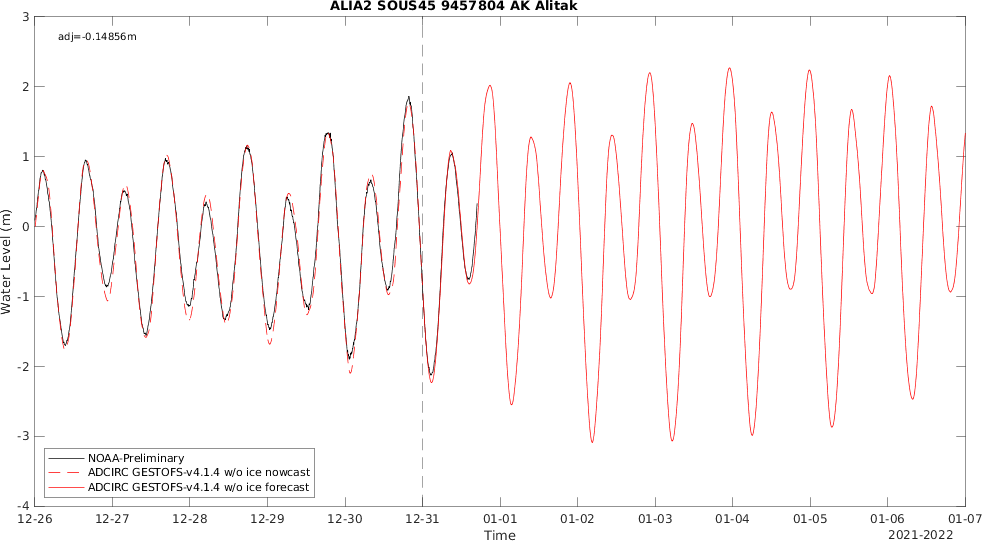 ALIA2 SOUS45 9457804 AK Alitak
adj=-0.14856m
3
2
1
0
-1
-2
-3
-4
Water Level (m)
NOAA-Preliminary
ADCIRC GESTOFS-v4.1.4 w/o ice nowcast
ADCIRC GESTOFS-v4.1.4 w/o ice forecast
12-26 12-27 12-28 12-29 12-30 12-31 01-01 01-02 01-03 01-04 01-05 01-06 01-07
Time
2021-2022